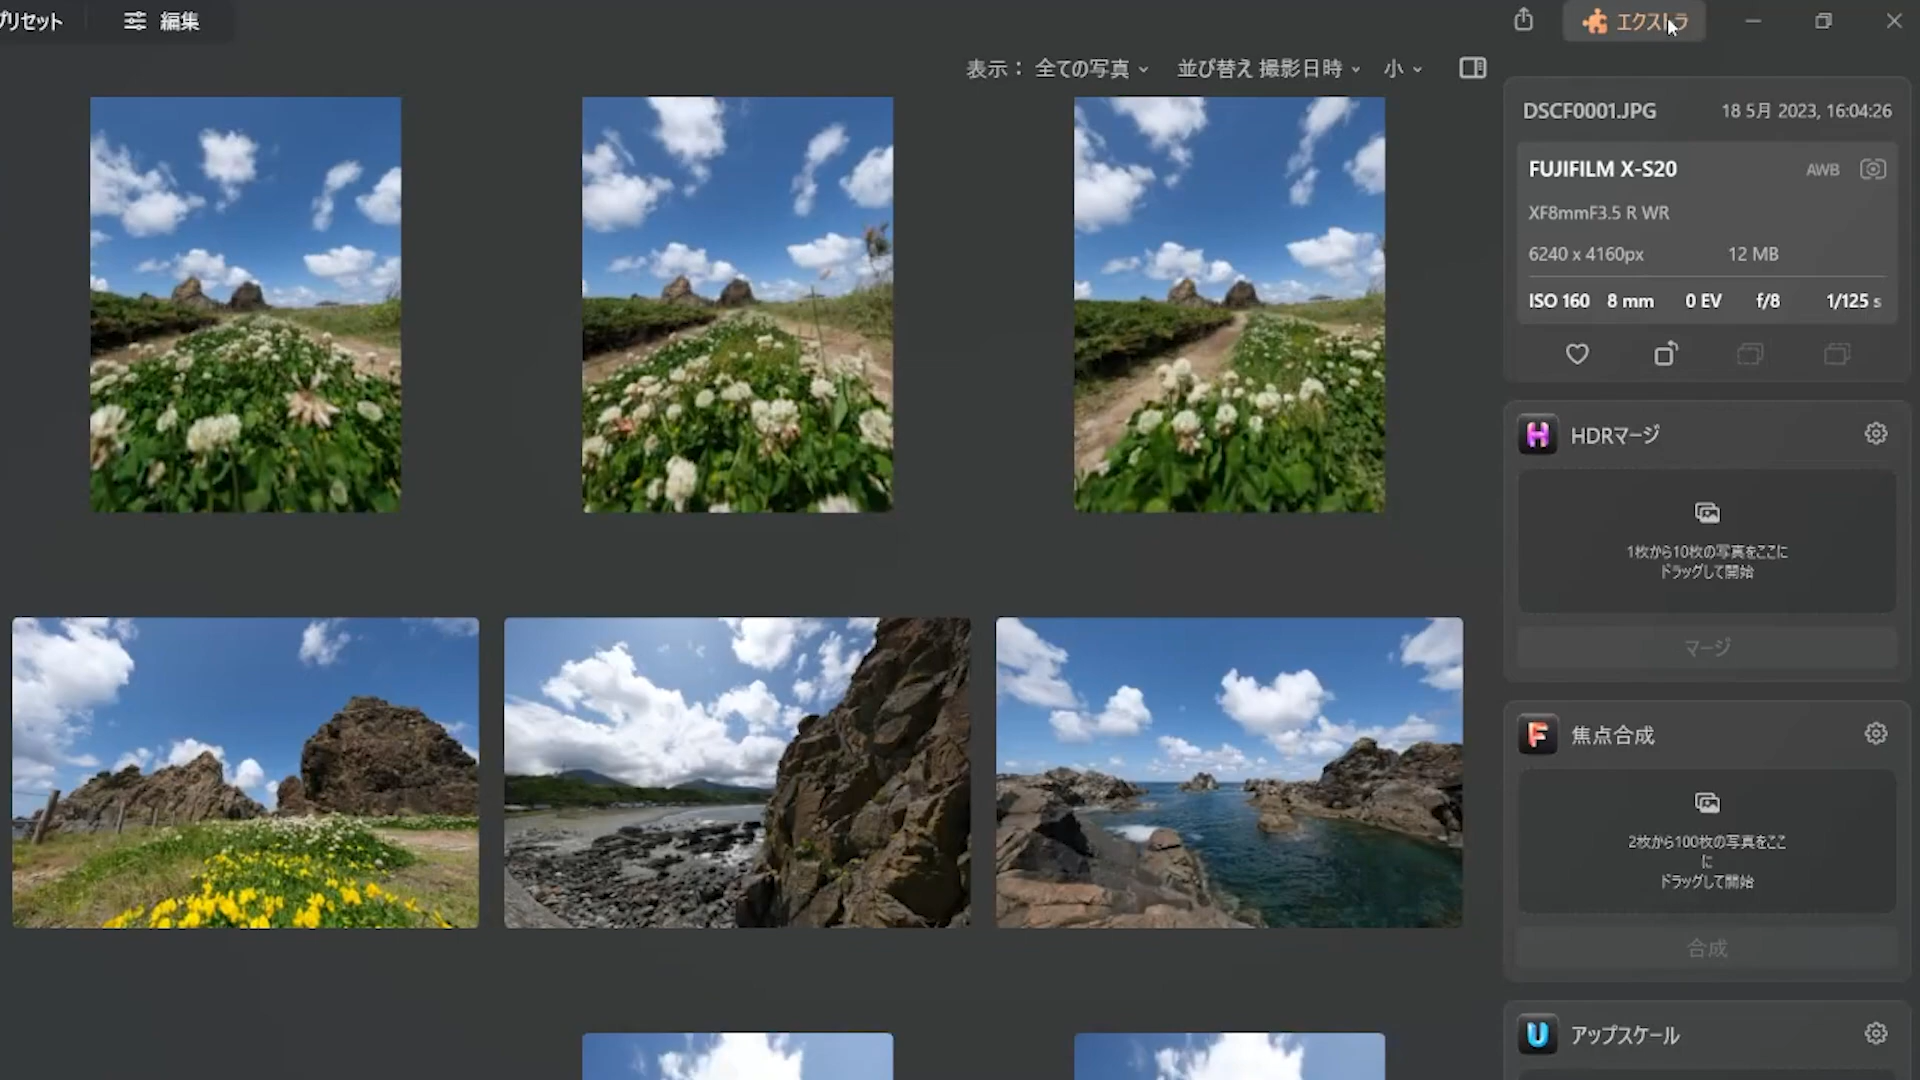 プリセット
編集
エクストラ
表示： 全ての写真
並び替え 撮影日時
小
DSCF0001.JPG
18 5月 2023, 16:04:26
FUJIFILM X-S20
AWB
XF8mmF3.5 R WR
6240 x 4160px
12 MB
ISO 160
8 mm
0 EV
f/8
1/125 s
HDRマージ
1枚から10枚の写真をここに
ドラッグして開始
マージ
焦点合成
2枚から100枚の写真をここ
に
ドラッグして開始
合成
アップスケール